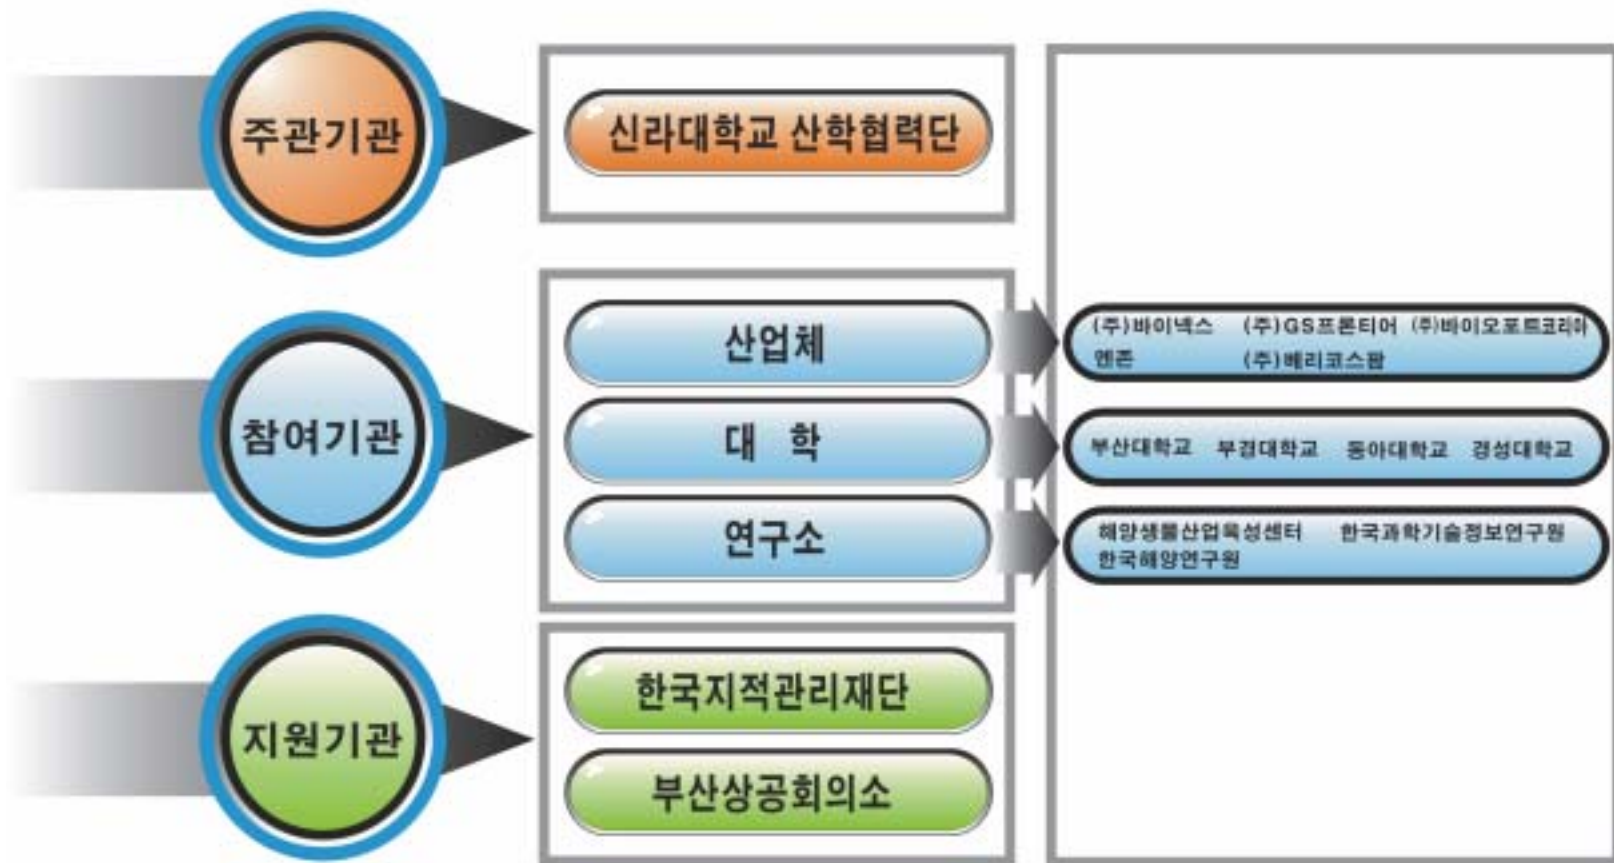 주관기관
신라대학교 산학협력단
참여기관
산업체
(주)바이넥스 (주)GS프론티어 (주)바이오포트코리아
엔존 (주)베리코스팜
대 학
부산대학교 부경대학교 동아대학교 경성대학교
연구소
해양생물산업육성센터 한국과학기술정보연구원
한국해양연구원
지원기관
한국지적관리재단
부산상공회의소